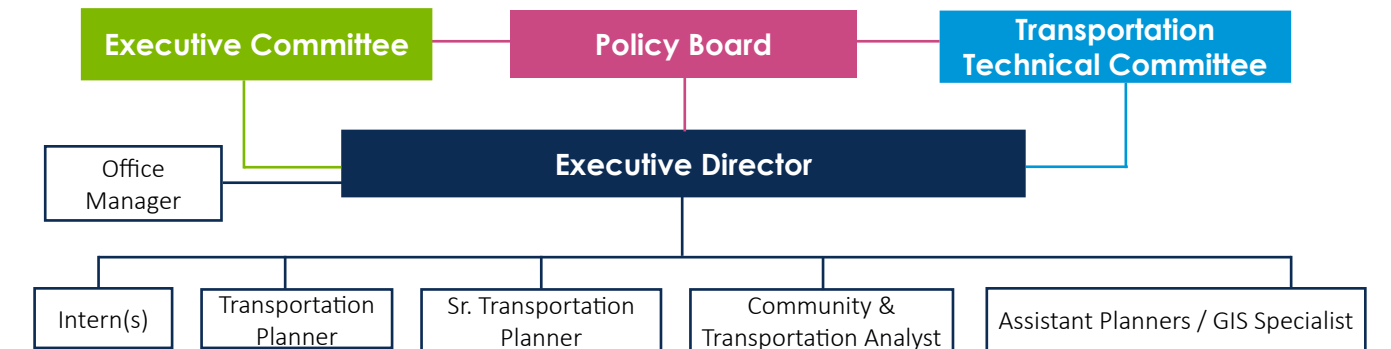 Executive Committee
Policy Board
Transportation
Technical Committee
Executive Director
Office
Manager
Intern(s)
Transportation
Planner
Sr. Transportation
Planner
Community &
Transportation Analyst
Assistant Planners / GIS Specialist